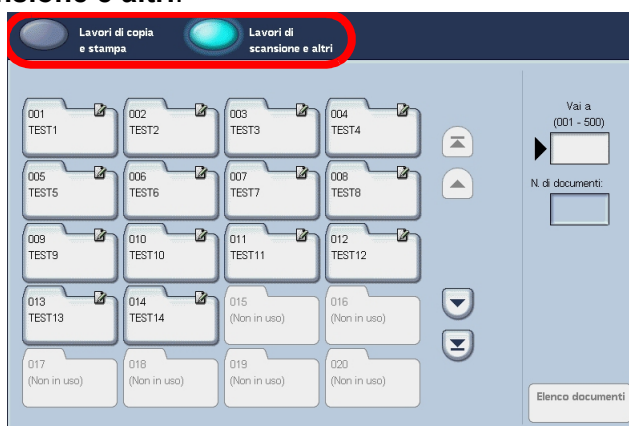 nsione e altri.
Lavori di copia
e stampa
Lavori di
scansione e altri
001
TEST1
002
TEST2
003
TEST3
004
TEST4
Vai a
(001 - 500)
005
TEST5
006
TEST6
007
TEST7
008
TEST8
N. di documenti:
009
TEST9
010
TEST10
011
TEST11
012
TEST12
013
TEST13
014
TEST14
015
(Non in uso)
016
(Non in uso)
017
(Non in uso)
018
(Non in uso)
019
(Non in uso)
020
(Non in uso)
Elenco documenti